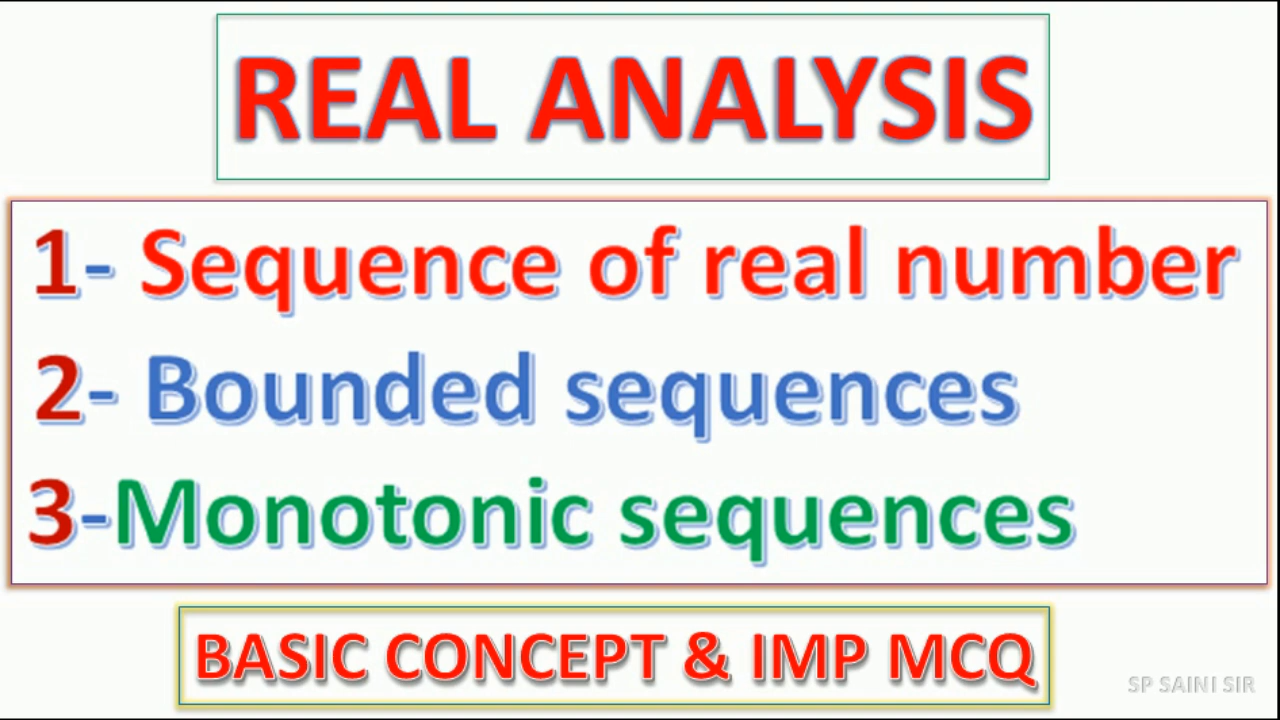 REAL ANALYSIS
1- Sequence of real number
2- Bounded sequences
3-Monotonic sequences
BASIC CONCEPT & IMP MCQ
SP SAINI SIR